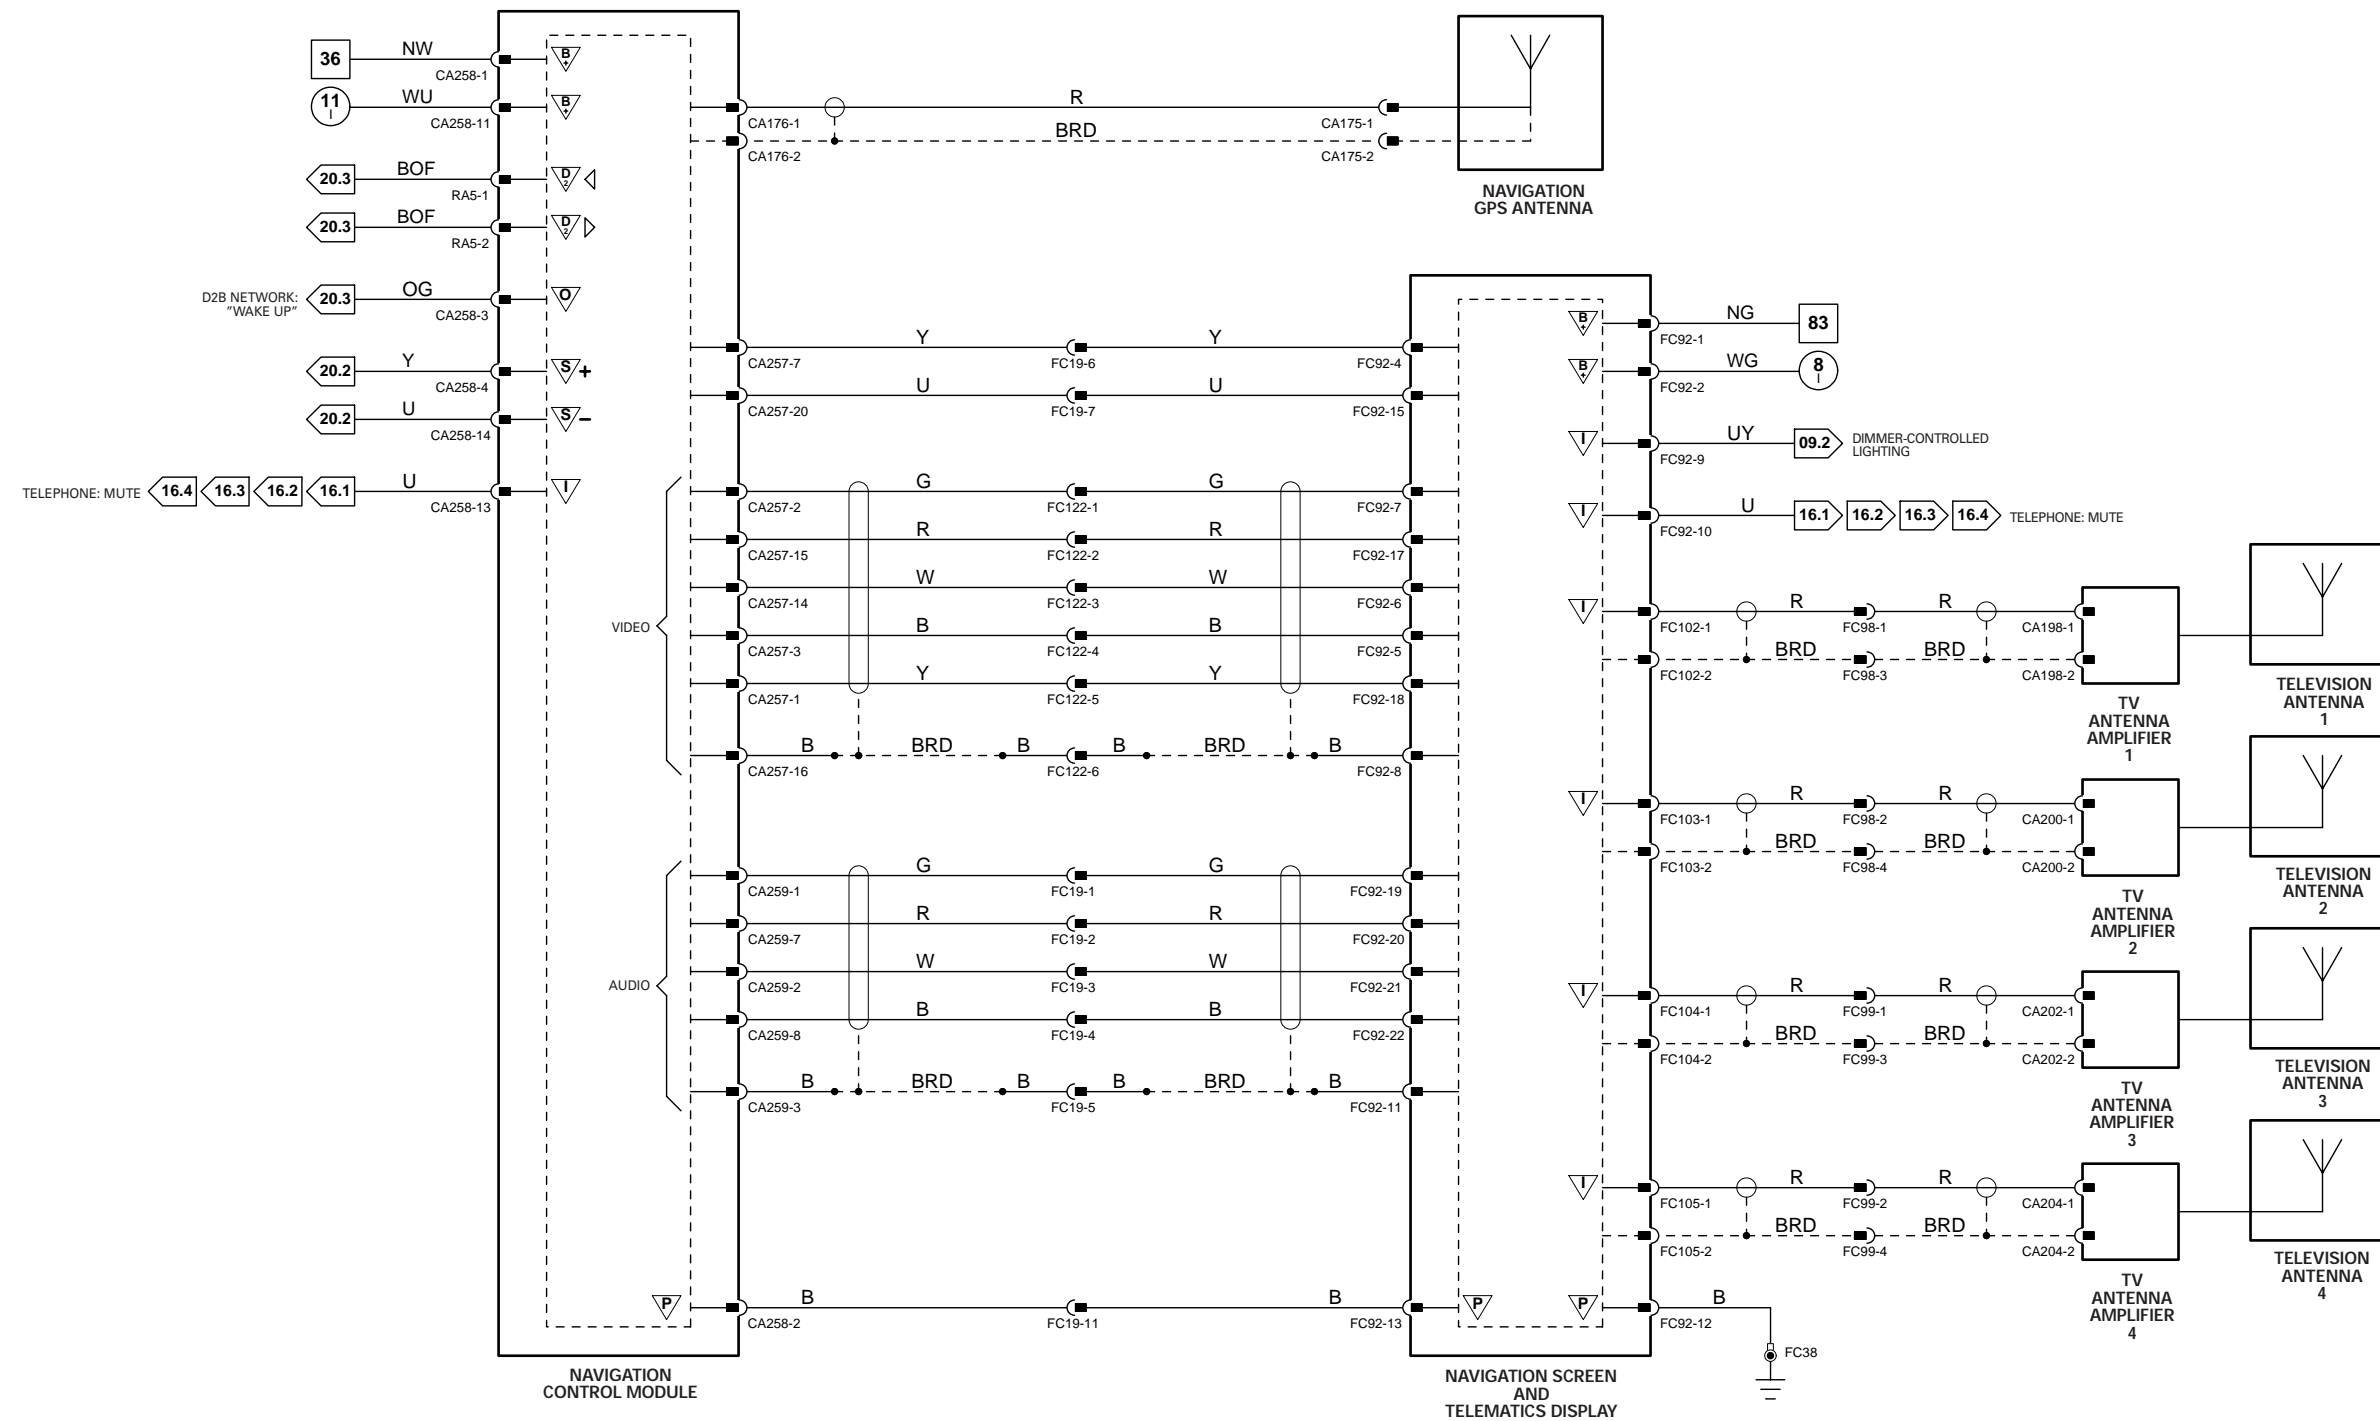 36
NW
CA258-1
B
+
11
I
WU
CA258-11
B
+
20.3
BOF
RA5-1
D
2
20.3
BOF
RA5-2
D
2
D2B NETWORK:
"WAKE UP"
20.3
OG
CA258-3
O
20.2
Y
CA258-4
S
+
20.2
U
CA258-14
S
–
TELEPHONE: MUTE
16.4
16.3
16.2
16.1
U
CA258-13
I
VIDEO
AUDIO
P
NAVIGATION
CONTROL MODULE
CA176-1
R
CA175-1
CA176-2
BRD
CA175-2
NAVIGATION
GPS ANTENNA
CA257-7
Y
FC19-6
Y
FC92-4
CA257-20
U
FC19-7
U
FC92-15
CA257-2
G
FC122-1
G
FC92-7
CA257-15
R
FC122-2
R
FC92-17
CA257-14
W
FC122-3
W
FC92-6
CA257-3
B
FC122-4
B
FC92-5
CA257-1
Y
FC122-5
Y
FC92-18
CA257-16
B
BRD
B
FC122-6
B
BRD
B
FC92-8
CA259-1
G
FC19-1
G
FC92-19
CA259-7
R
FC19-2
R
FC92-20
CA259-2
W
FC19-3
W
FC92-21
CA259-8
B
FC19-4
B
FC92-22
CA259-3
B
BRD
B
FC19-5
B
BRD
B
FC92-11
CA258-2
B
FC19-11
B
FC92-13
P
NAVIGATION SCREEN
AND
TELEMATICS DISPLAY
B
+
FC92-1
NG
83
B
+
FC92-2
WG
8
I
I
FC92-9
UY
09.2
DIMMER-CONTROLLED
LIGHTING
I
FC92-10
U
16.1
16.2
16.3
16.4
TELEPHONE: MUTE
I
FC102-1
R
FC98-1
R
CA198-1
FC102-2
BRD
FC98-3
BRD
CA198-2
TV
ANTENNA
AMPLIFIER
1
TELEVISION
ANTENNA
1
I
FC103-1
R
FC98-2
R
CA200-1
FC103-2
BRD
FC98-4
BRD
CA200-2
TV
ANTENNA
AMPLIFIER
2
TELEVISION
ANTENNA
2
I
FC104-1
R
FC99-1
R
CA202-1
FC104-2
BRD
FC99-3
BRD
CA202-2
TV
ANTENNA
AMPLIFIER
3
TELEVISION
ANTENNA
3
I
FC105-1
R
FC99-2
R
CA204-1
FC105-2
BRD
FC99-4
BRD
CA204-2
TV
ANTENNA
AMPLIFIER
4
TELEVISION
ANTENNA
4
P
FC92-12
B
FC38